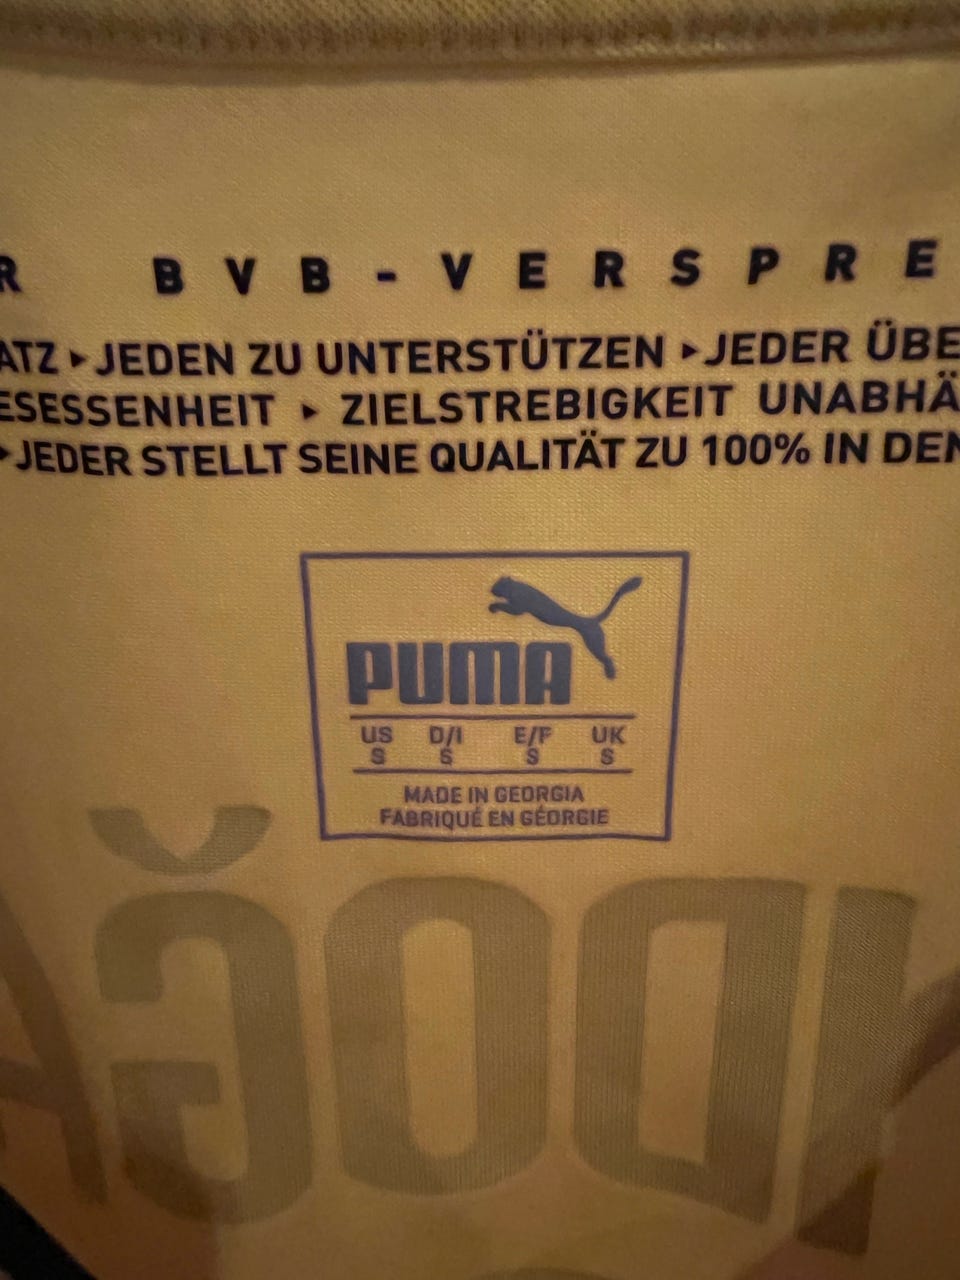 R BVB-VERSPRE
ATZ ▸JEDEN ZU UNTERSTÜTZEN ▸JEDER ÜBE
ESESSENHEIT ▸ ZIELSTREBIGKEIT UNABHÄ
▸JEDER STELLT SEINE QUALITÄT ZU 100% IN DEN
PUMA
US D/I E/F UK
S S S S
MADE IN GEORGIA
FABRIQUÉ EN GÉORGIE